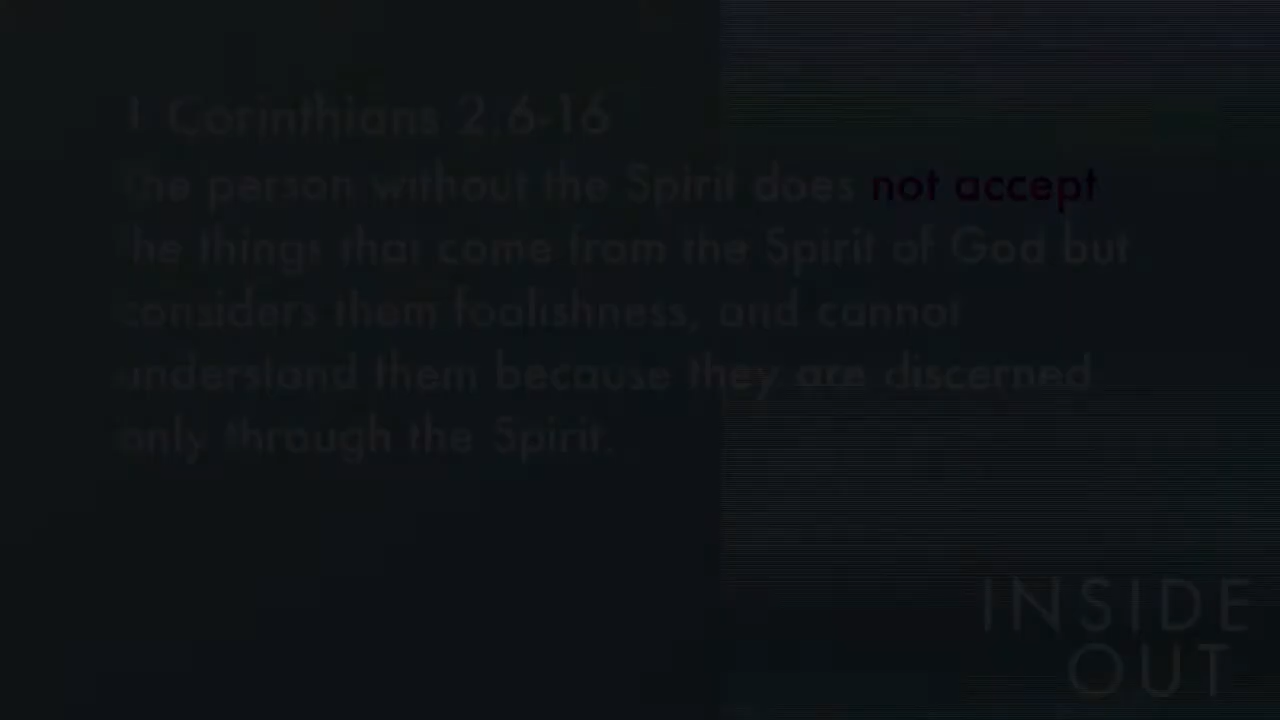 1 Corinthians 2.6-16
The person without the Spirit does not accept
the things that come from the Spirit of God but
considers them foolishness, and cannot
understand them because they are discerned
only through the Spirit.
INSIDE
OUT